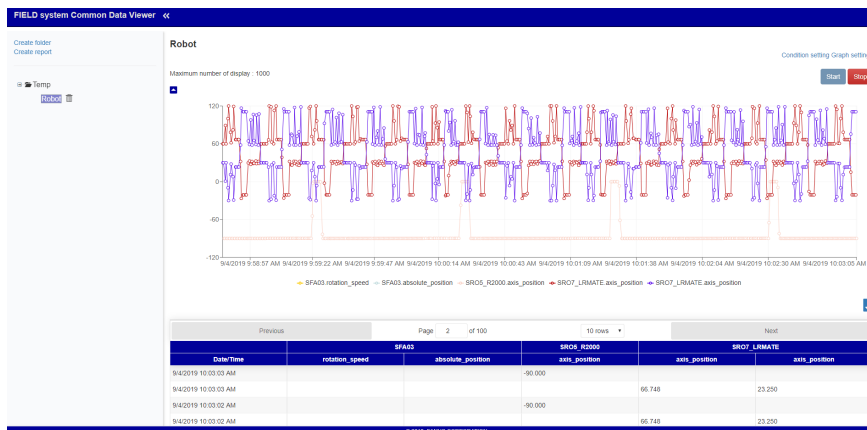 FIELD system Common Data Viewer «
Create folder
Create report
Temp
Robot
Robot
Condition setting Graph setting
Maximum number of display : 1000
Start Stop
120
60
0
-60
-120
9/4/2019 9:58:57 AM 9/4/2019 9:59:22 AM 9/4/2019 9:59:47 AM 9/4/2019 10:00:14 AM 9/4/2019 10:00:43 AM 9/4/2019 10:01:09 AM 9/4/2019 10:01:38 AM 9/4/2019 10:02:04 AM 9/4/2019 10:02:30 AM 9/4/2019 10:03:05 AM
SFA03.rotation_speed SFA03.absolute_position SRO5_R2000.axis_position SRO7_LRMATE.axis_position SRO7_LRMATE.axis_position
Previous Page 2 of 100 10 rows Next
SFA03 SRO5_R2000 SRO7_LRMATE
Date/Time rotation_speed absolute_position axis_position axis_position axis_position
9/4/2019 10:03:03 AM -90.000
9/4/2019 10:03:03 AM 66.748 23.250
9/4/2019 10:03:02 AM -90.000
9/4/2019 10:03:02 AM 66.748 23.250